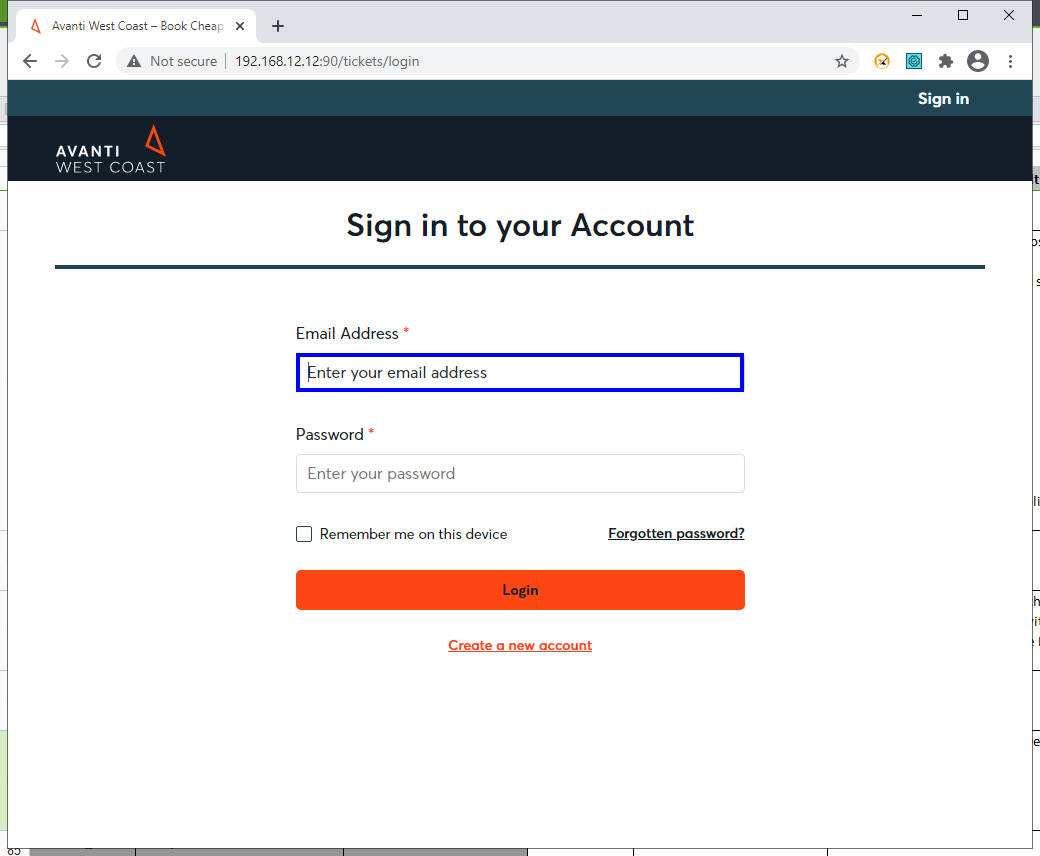 Avanti West Coast – Book Cheap
Not secure
192.168.12.12:90/tickets/login
Sign in
AVANTI
WEST COAST
Sign in to your Account
Email Address *
Enter your email address
Password *
Enter your password
Remember me on this device
Forgotten password?
Login
Create a new account